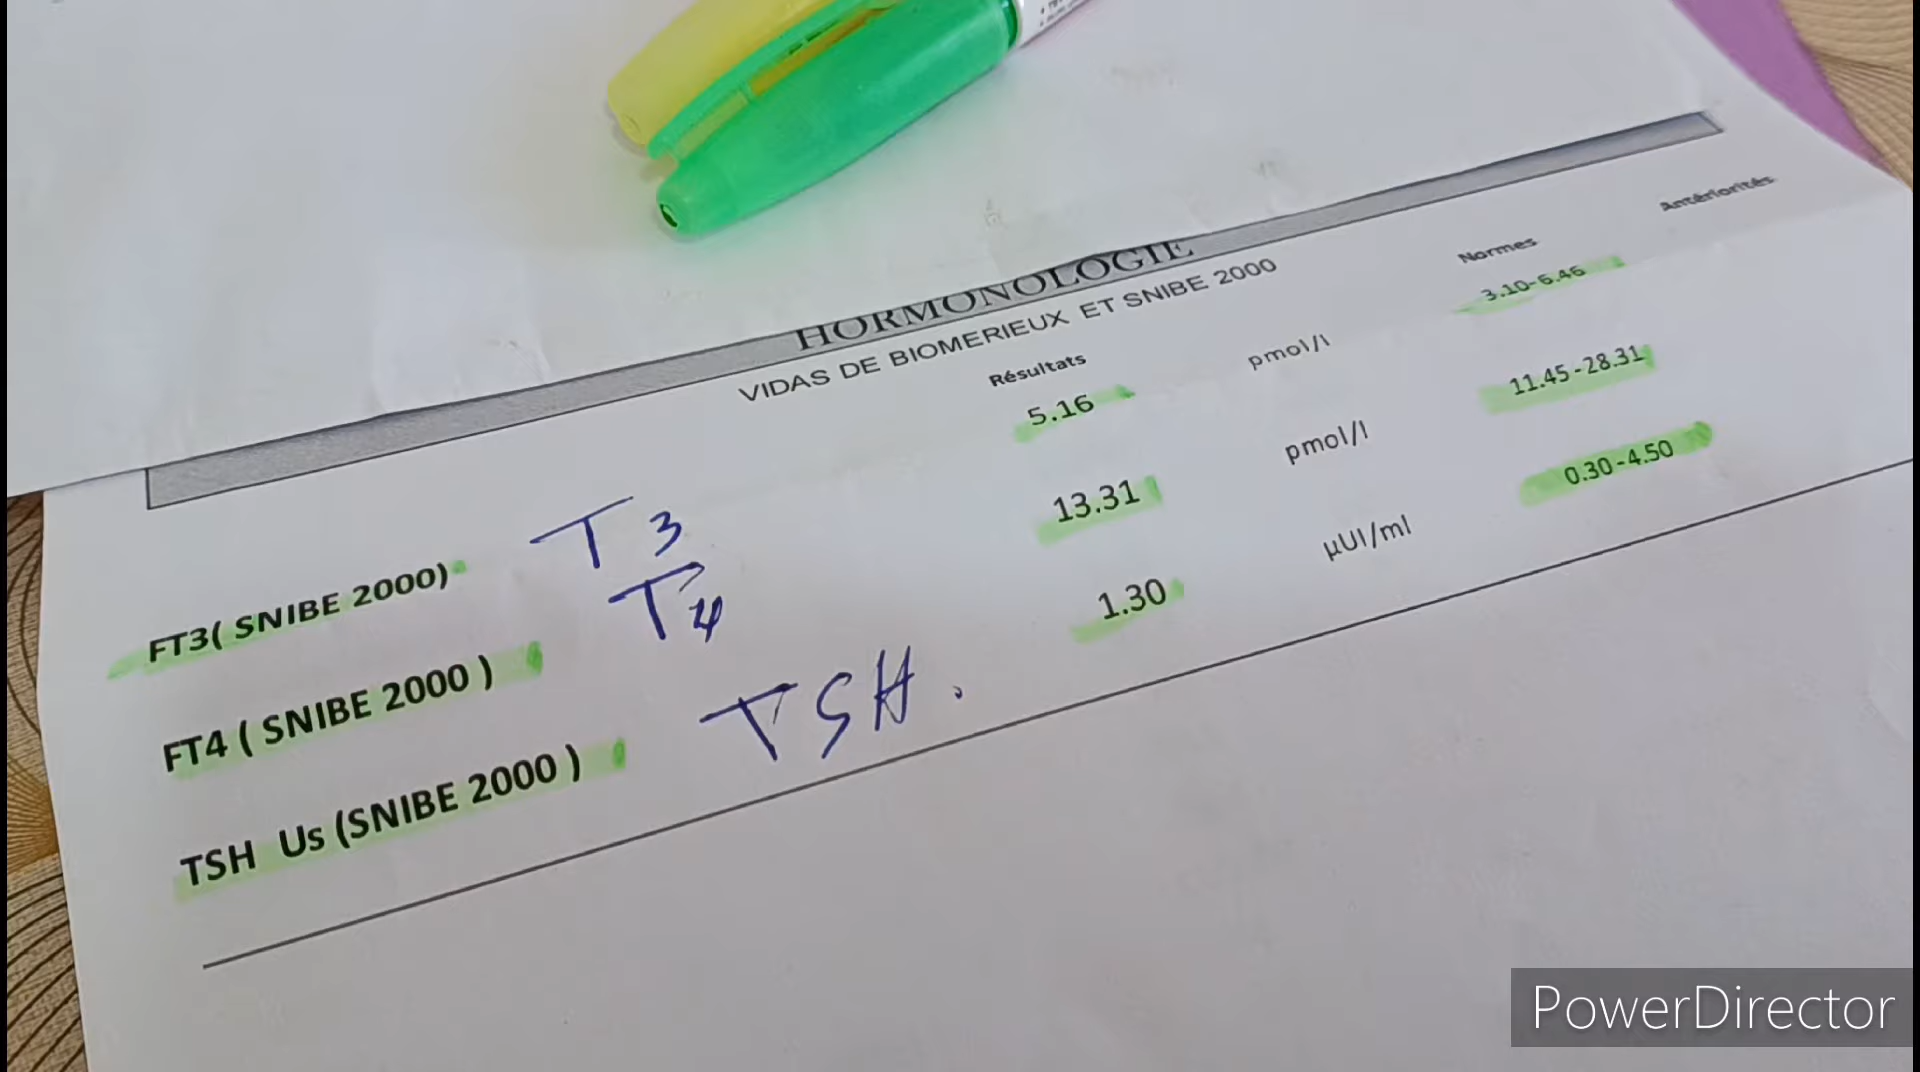 HORMONOLOGIE
VIDAS DE BIOMERIEUX ET SNIBE 2000
Résultats Normes Antériorités
FT3( SNIBE 2000) T3 5.16 pmol/l 3.10-6.46
FT4 ( SNIBE 2000 ) T4 13.31 pmol/l 11.45-28.31
TSH Us (SNIBE 2000 ) TSH. 1.30 µUI/ml 0.30-4.50
PowerDirector